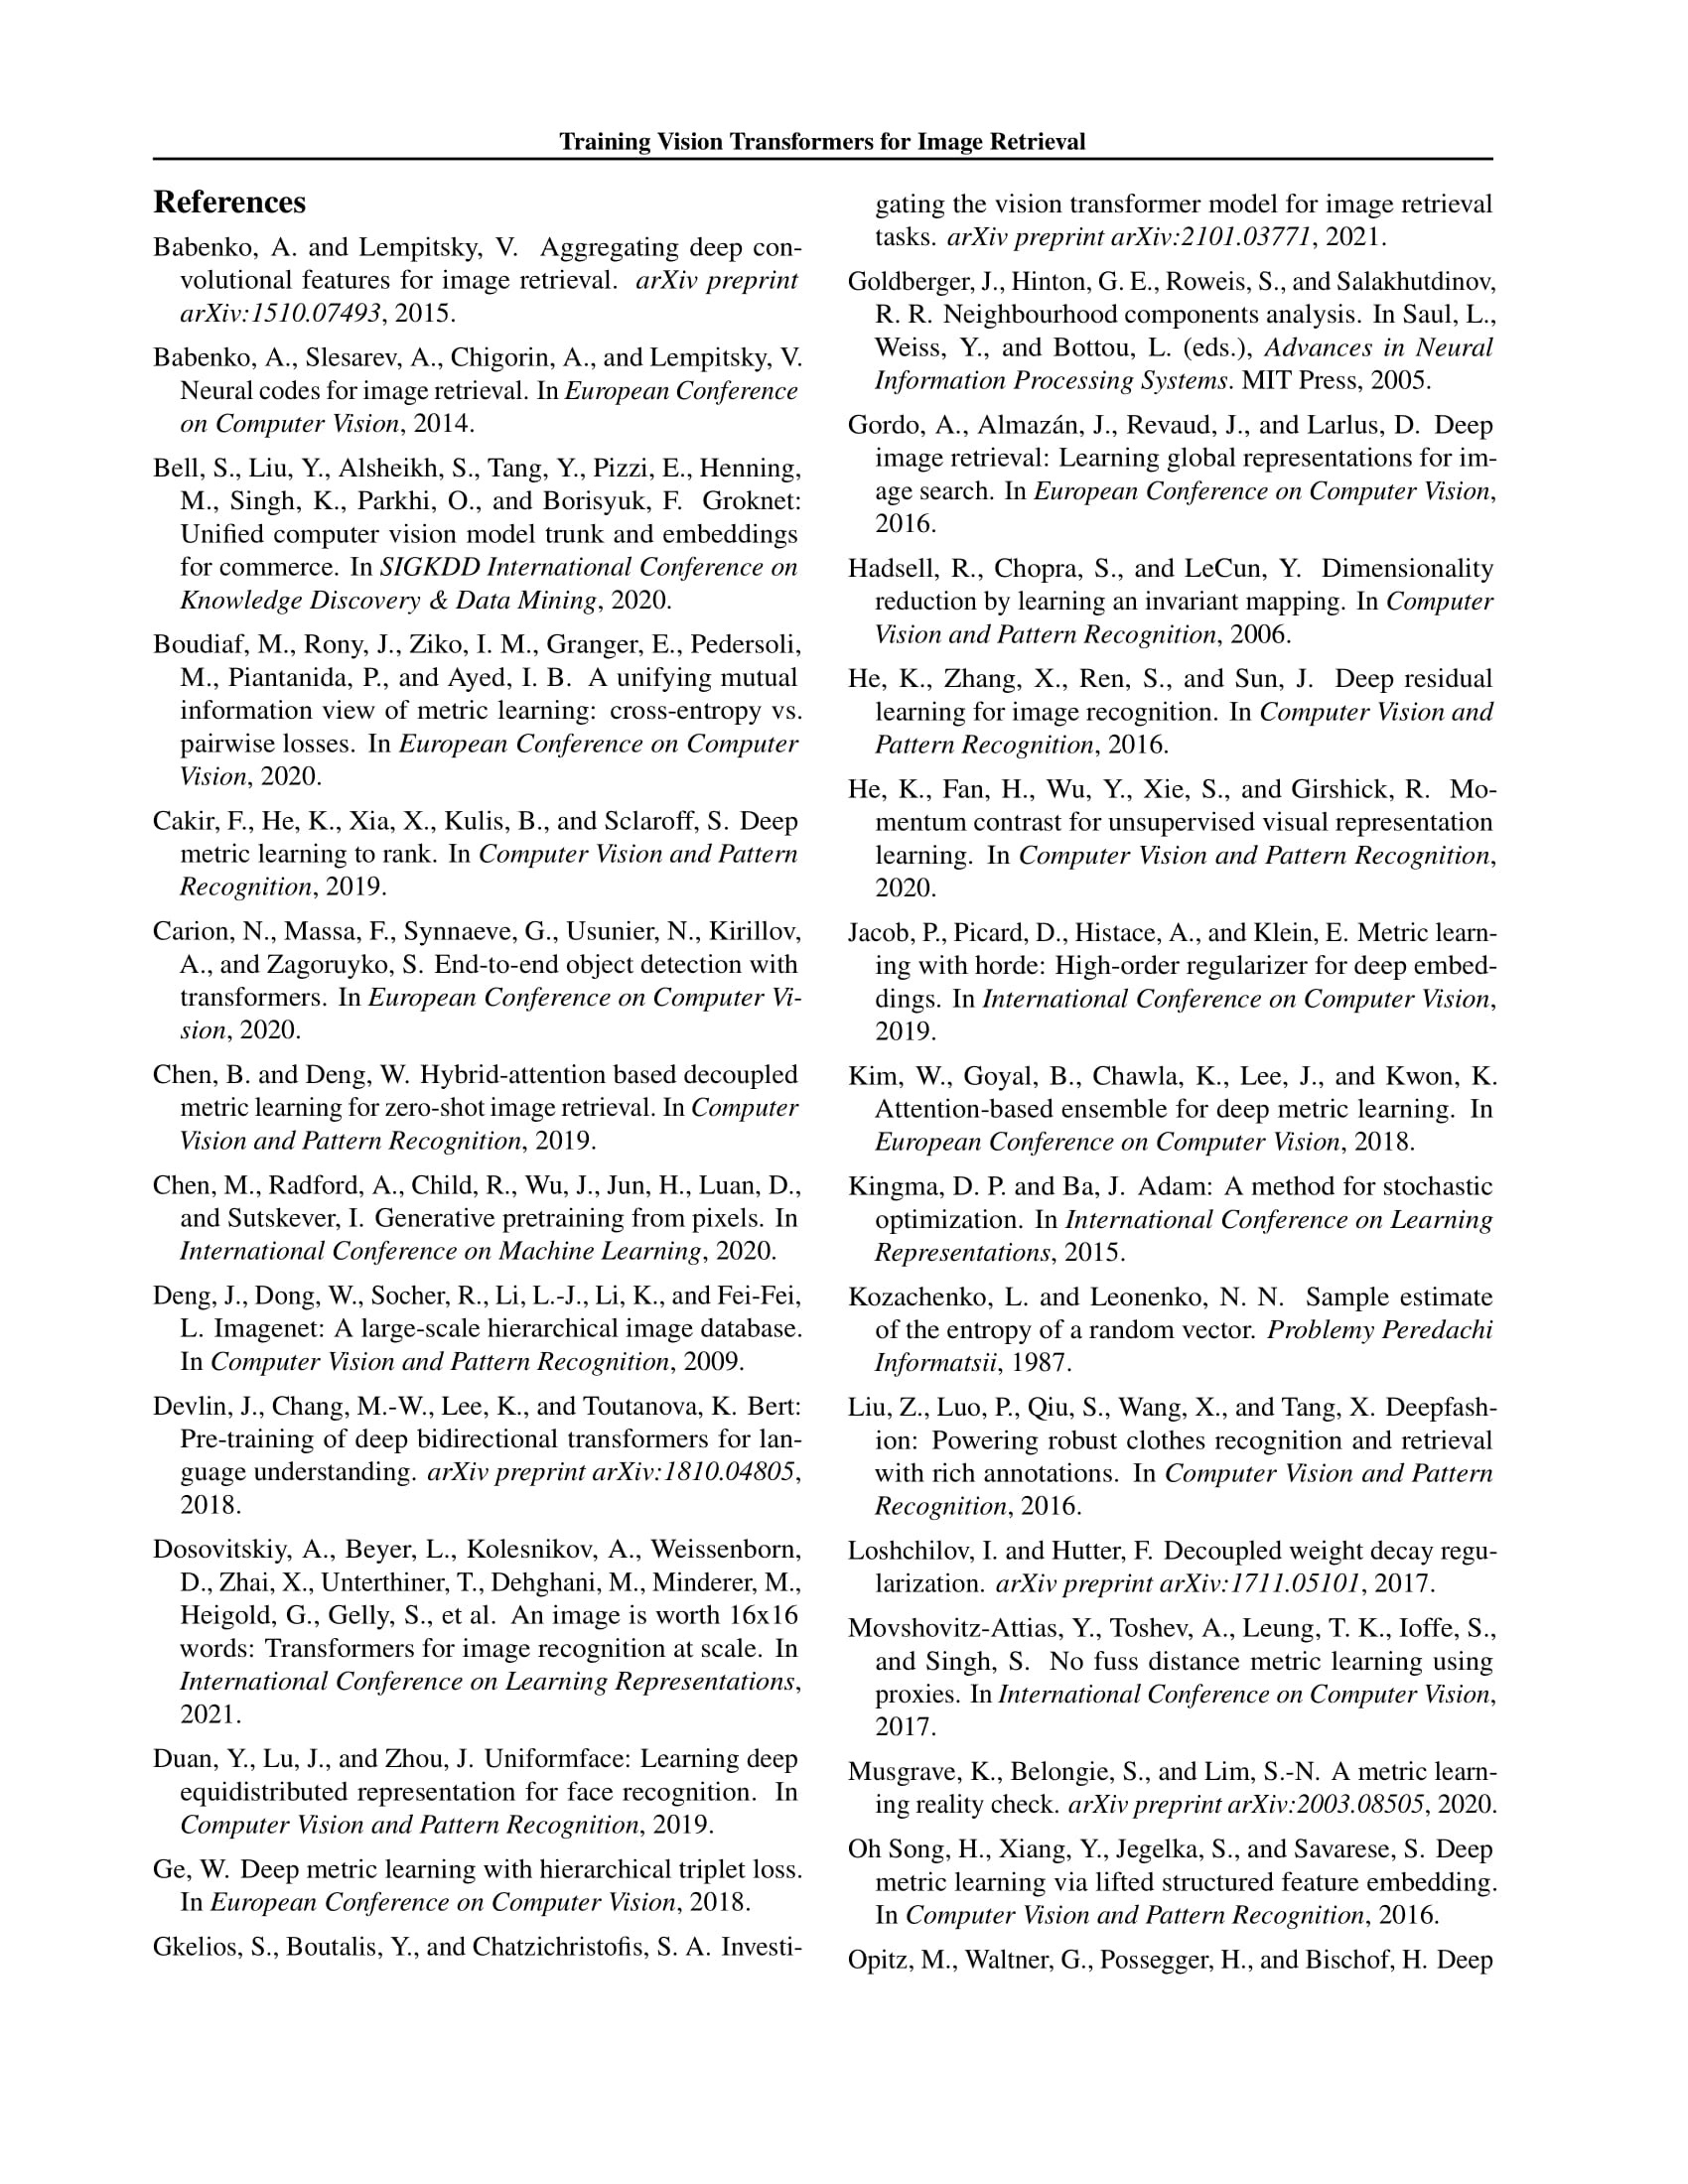 Training Vision Transformers for Image Retrieval
References
Babenko, A. and Lempitsky, V. Aggregating deep con-
volutional features for image retrieval. arXiv preprint
arXiv:1510.07493, 2015.
Babenko, A., Slesarev, A., Chigorin, A., and Lempitsky, V.
Neural codes for image retrieval. In European Conference
on Computer Vision, 2014.
Bell, S., Liu, Y., Alsheikh, S., Tang, Y., Pizzi, E., Henning,
M., Singh, K., Parkhi, O., and Borisyuk, F. Groknet:
Unified computer vision model trunk and embeddings
for commerce. In SIGKDD International Conference on
Knowledge Discovery & Data Mining, 2020.
Boudiaf, M., Rony, J., Ziko, I. M., Granger, E., Pedersoli,
M., Piantanida, P., and Ayed, I. B. A unifying mutual
information view of metric learning: cross-entropy vs.
pairwise losses. In European Conference on Computer
Vision, 2020.
Cakir, F., He, K., Xia, X., Kulis, B., and Sclaroff, S. Deep
metric learning to rank. In Computer Vision and Pattern
Recognition, 2019.
Carion, N., Massa, F., Synnaeve, G., Usunier, N., Kirillov,
A., and Zagoruyko, S. End-to-end object detection with
transformers. In European Conference on Computer Vi-
sion, 2020.
Chen, B. and Deng, W. Hybrid-attention based decoupled
metric learning for zero-shot image retrieval. In Computer
Vision and Pattern Recognition, 2019.
Chen, M., Radford, A., Child, R., Wu, J., Jun, H., Luan, D.,
and Sutskever, I. Generative pretraining from pixels. In
International Conference on Machine Learning, 2020.
Deng, J., Dong, W., Socher, R., Li, L.-J., Li, K., and Fei-Fei,
L. Imagenet: A large-scale hierarchical image database.
In Computer Vision and Pattern Recognition, 2009.
Devlin, J., Chang, M.-W., Lee, K., and Toutanova, K. Bert:
Pre-training of deep bidirectional transformers for lan-
guage understanding. arXiv preprint arXiv:1810.04805,
2018.
Dosovitskiy, A., Beyer, L., Kolesnikov, A., Weissenborn,
D., Zhai, X., Unterthiner, T., Dehghani, M., Minderer, M.,
Heigold, G., Gelly, S., et al. An image is worth 16x16
words: Transformers for image recognition at scale. In
International Conference on Learning Representations,
2021.
Duan, Y., Lu, J., and Zhou, J. Uniformface: Learning deep
equidistributed representation for face recognition. In
Computer Vision and Pattern Recognition, 2019.
Ge, W. Deep metric learning with hierarchical triplet loss.
In European Conference on Computer Vision, 2018.
Gkelios, S., Boutalis, Y., and Chatzichristofis, S. A. Investi-
gating the vision transformer model for image retrieval
tasks. arXiv preprint arXiv:2101.03771, 2021.
Goldberger, J., Hinton, G. E., Roweis, S., and Salakhutdinov,
R. R. Neighbourhood components analysis. In Saul, L.,
Weiss, Y., and Bottou, L. (eds.), Advances in Neural
Information Processing Systems. MIT Press, 2005.
Gordo, A., Almazán, J., Revaud, J., and Larlus, D. Deep
image retrieval: Learning global representations for im-
age search. In European Conference on Computer Vision,
2016.
Hadsell, R., Chopra, S., and LeCun, Y. Dimensionality
reduction by learning an invariant mapping. In Computer
Vision and Pattern Recognition, 2006.
He, K., Zhang, X., Ren, S., and Sun, J. Deep residual
learning for image recognition. In Computer Vision and
Pattern Recognition, 2016.
He, K., Fan, H., Wu, Y., Xie, S., and Girshick, R. Mo-
mentum contrast for unsupervised visual representation
learning. In Computer Vision and Pattern Recognition,
2020.
Jacob, P., Picard, D., Histace, A., and Klein, E. Metric learn-
ing with horde: High-order regularizer for deep embed-
dings. In International Conference on Computer Vision,
2019.
Kim, W., Goyal, B., Chawla, K., Lee, J., and Kwon, K.
Attention-based ensemble for deep metric learning. In
European Conference on Computer Vision, 2018.
Kingma, D. P. and Ba, J. Adam: A method for stochastic
optimization. In International Conference on Learning
Representations, 2015.
Kozachenko, L. and Leonenko, N. N. Sample estimate
of the entropy of a random vector. Problemy Peredachi
Informatsii, 1987.
Liu, Z., Luo, P., Qiu, S., Wang, X., and Tang, X. Deepfash-
ion: Powering robust clothes recognition and retrieval
with rich annotations. In Computer Vision and Pattern
Recognition, 2016.
Loshchilov, I. and Hutter, F. Decoupled weight decay regu-
larization. arXiv preprint arXiv:1711.05101, 2017.
Movshovitz-Attias, Y., Toshev, A., Leung, T. K., Ioffe, S.,
and Singh, S. No fuss distance metric learning using
proxies. In International Conference on Computer Vision,
2017.
Musgrave, K., Belongie, S., and Lim, S.-N. A metric learn-
ing reality check. arXiv preprint arXiv:2003.08505, 2020.
Oh Song, H., Xiang, Y., Jegelka, S., and Savarese, S. Deep
metric learning via lifted structured feature embedding.
In Computer Vision and Pattern Recognition, 2016.
Opitz, M., Waltner, G., Possegger, H., and Bischof, H. Deep